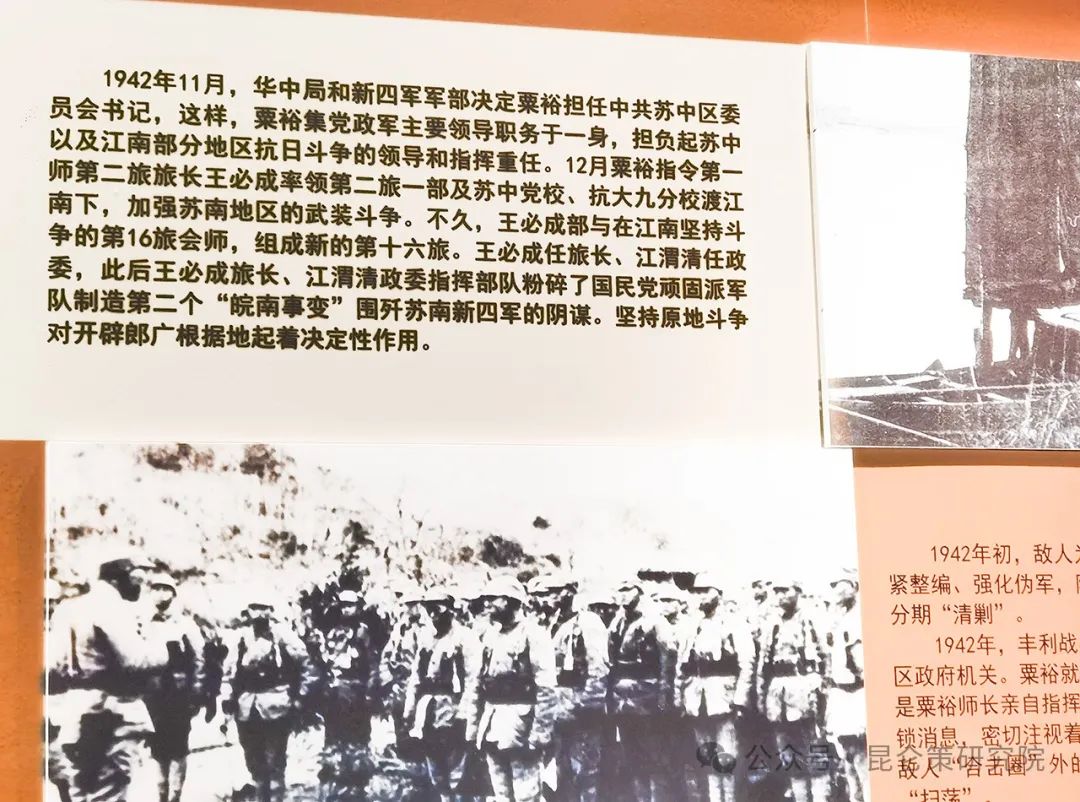 1942年11月，华中局和新四军军部决定粟裕担任中共苏中区委
员会书记，这样，粟裕集党政军主要领导职务于一身，担负起苏中
以及江南部分地区抗日斗争的领导和指挥重任。12月粟裕指令第一
师第二旅旅长王必成率领第二旅一部及苏中党校、抗大九分校渡江
南下，加强苏南地区的武装斗争。不久，王必成部与在江南坚持斗
争的第16旅会师，组成新的第十六旅。王必成任旅长、江渭清任政
委，此后王必成旅长、江渭清政委指挥部队粉碎了国民党顽固派军
队制造第二个“皖南事变”围歼苏南新四军的阴谋。坚持原地斗争
对开辟郎广根据地起着决定性作用。
1942年初，敌人
紧整编、强化伪军，
分期“清剿”。
1942年，丰利战
区政府机关。粟裕就
是粟裕师长亲自指挥
锁消息，密切注视着
敌人“合击圈”外的
“扫荡”。
公众号·昆仑策研究院